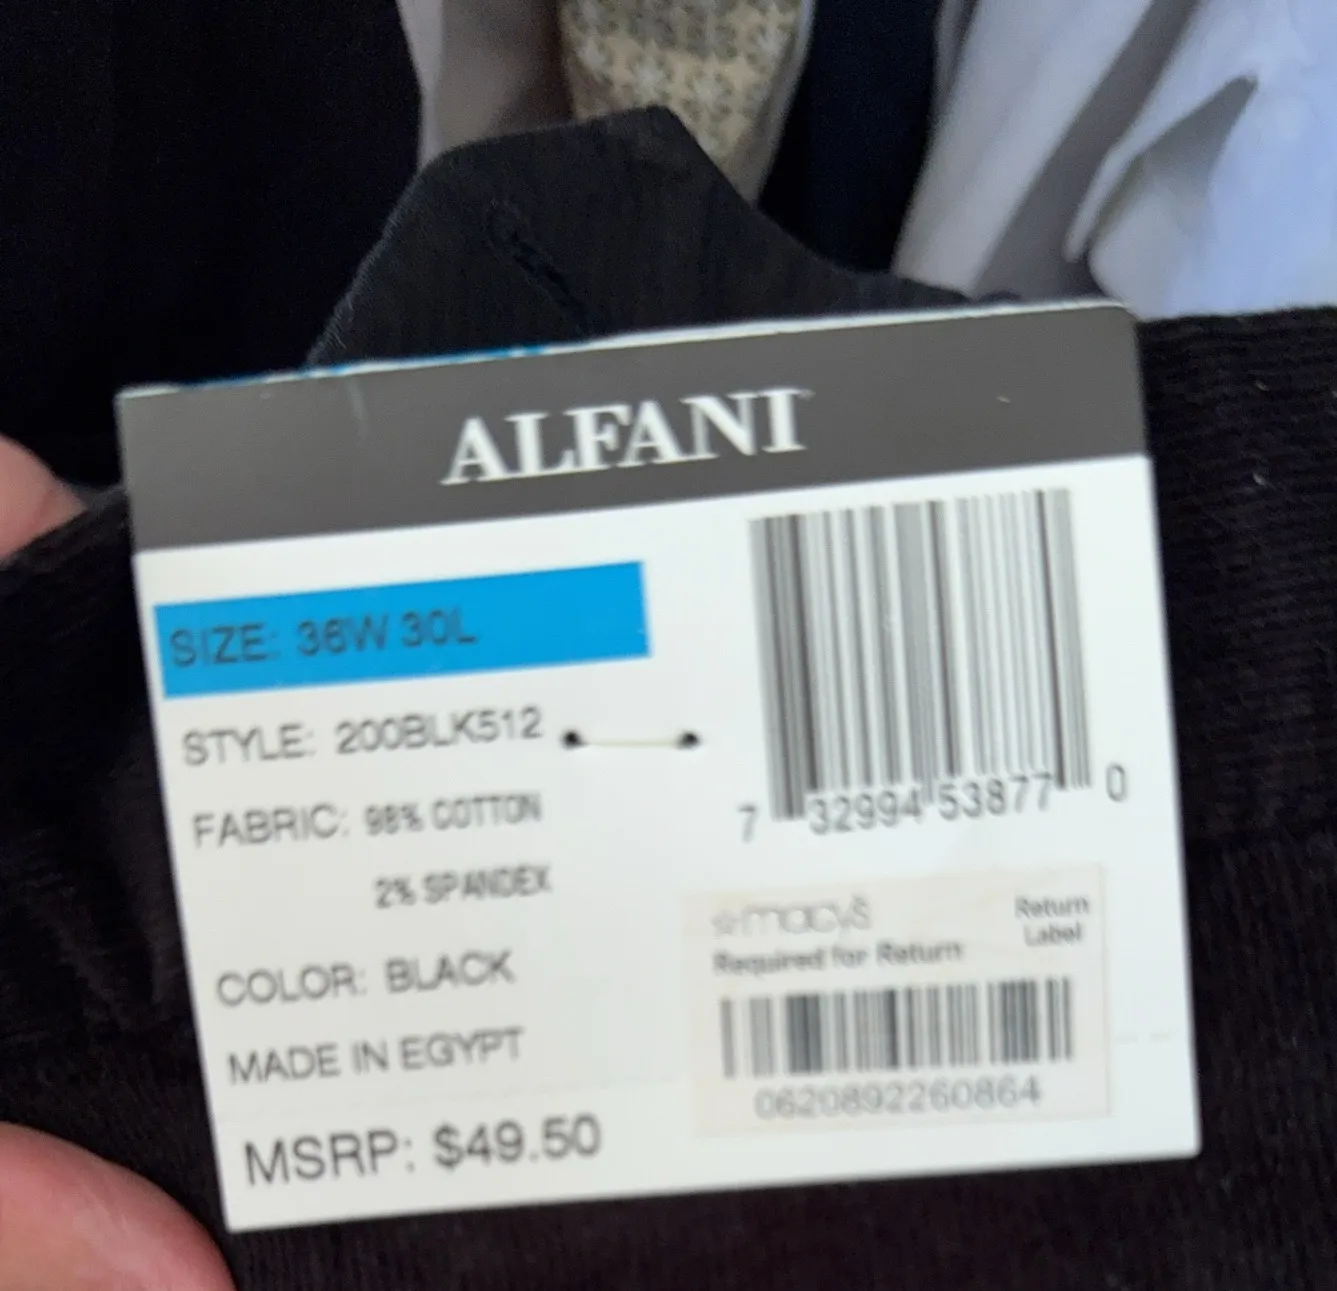 ALFANI
SIZE: 36W 30L
STYLE: 200BLK512
FABRIC: 98% COTTON
2% SPANDEX
COLOR: BLACK
MADE IN EGYPT
MSRP: $49.50
7 32994 53877 0
macy's
Return
Label
Required for Return
0620892260864